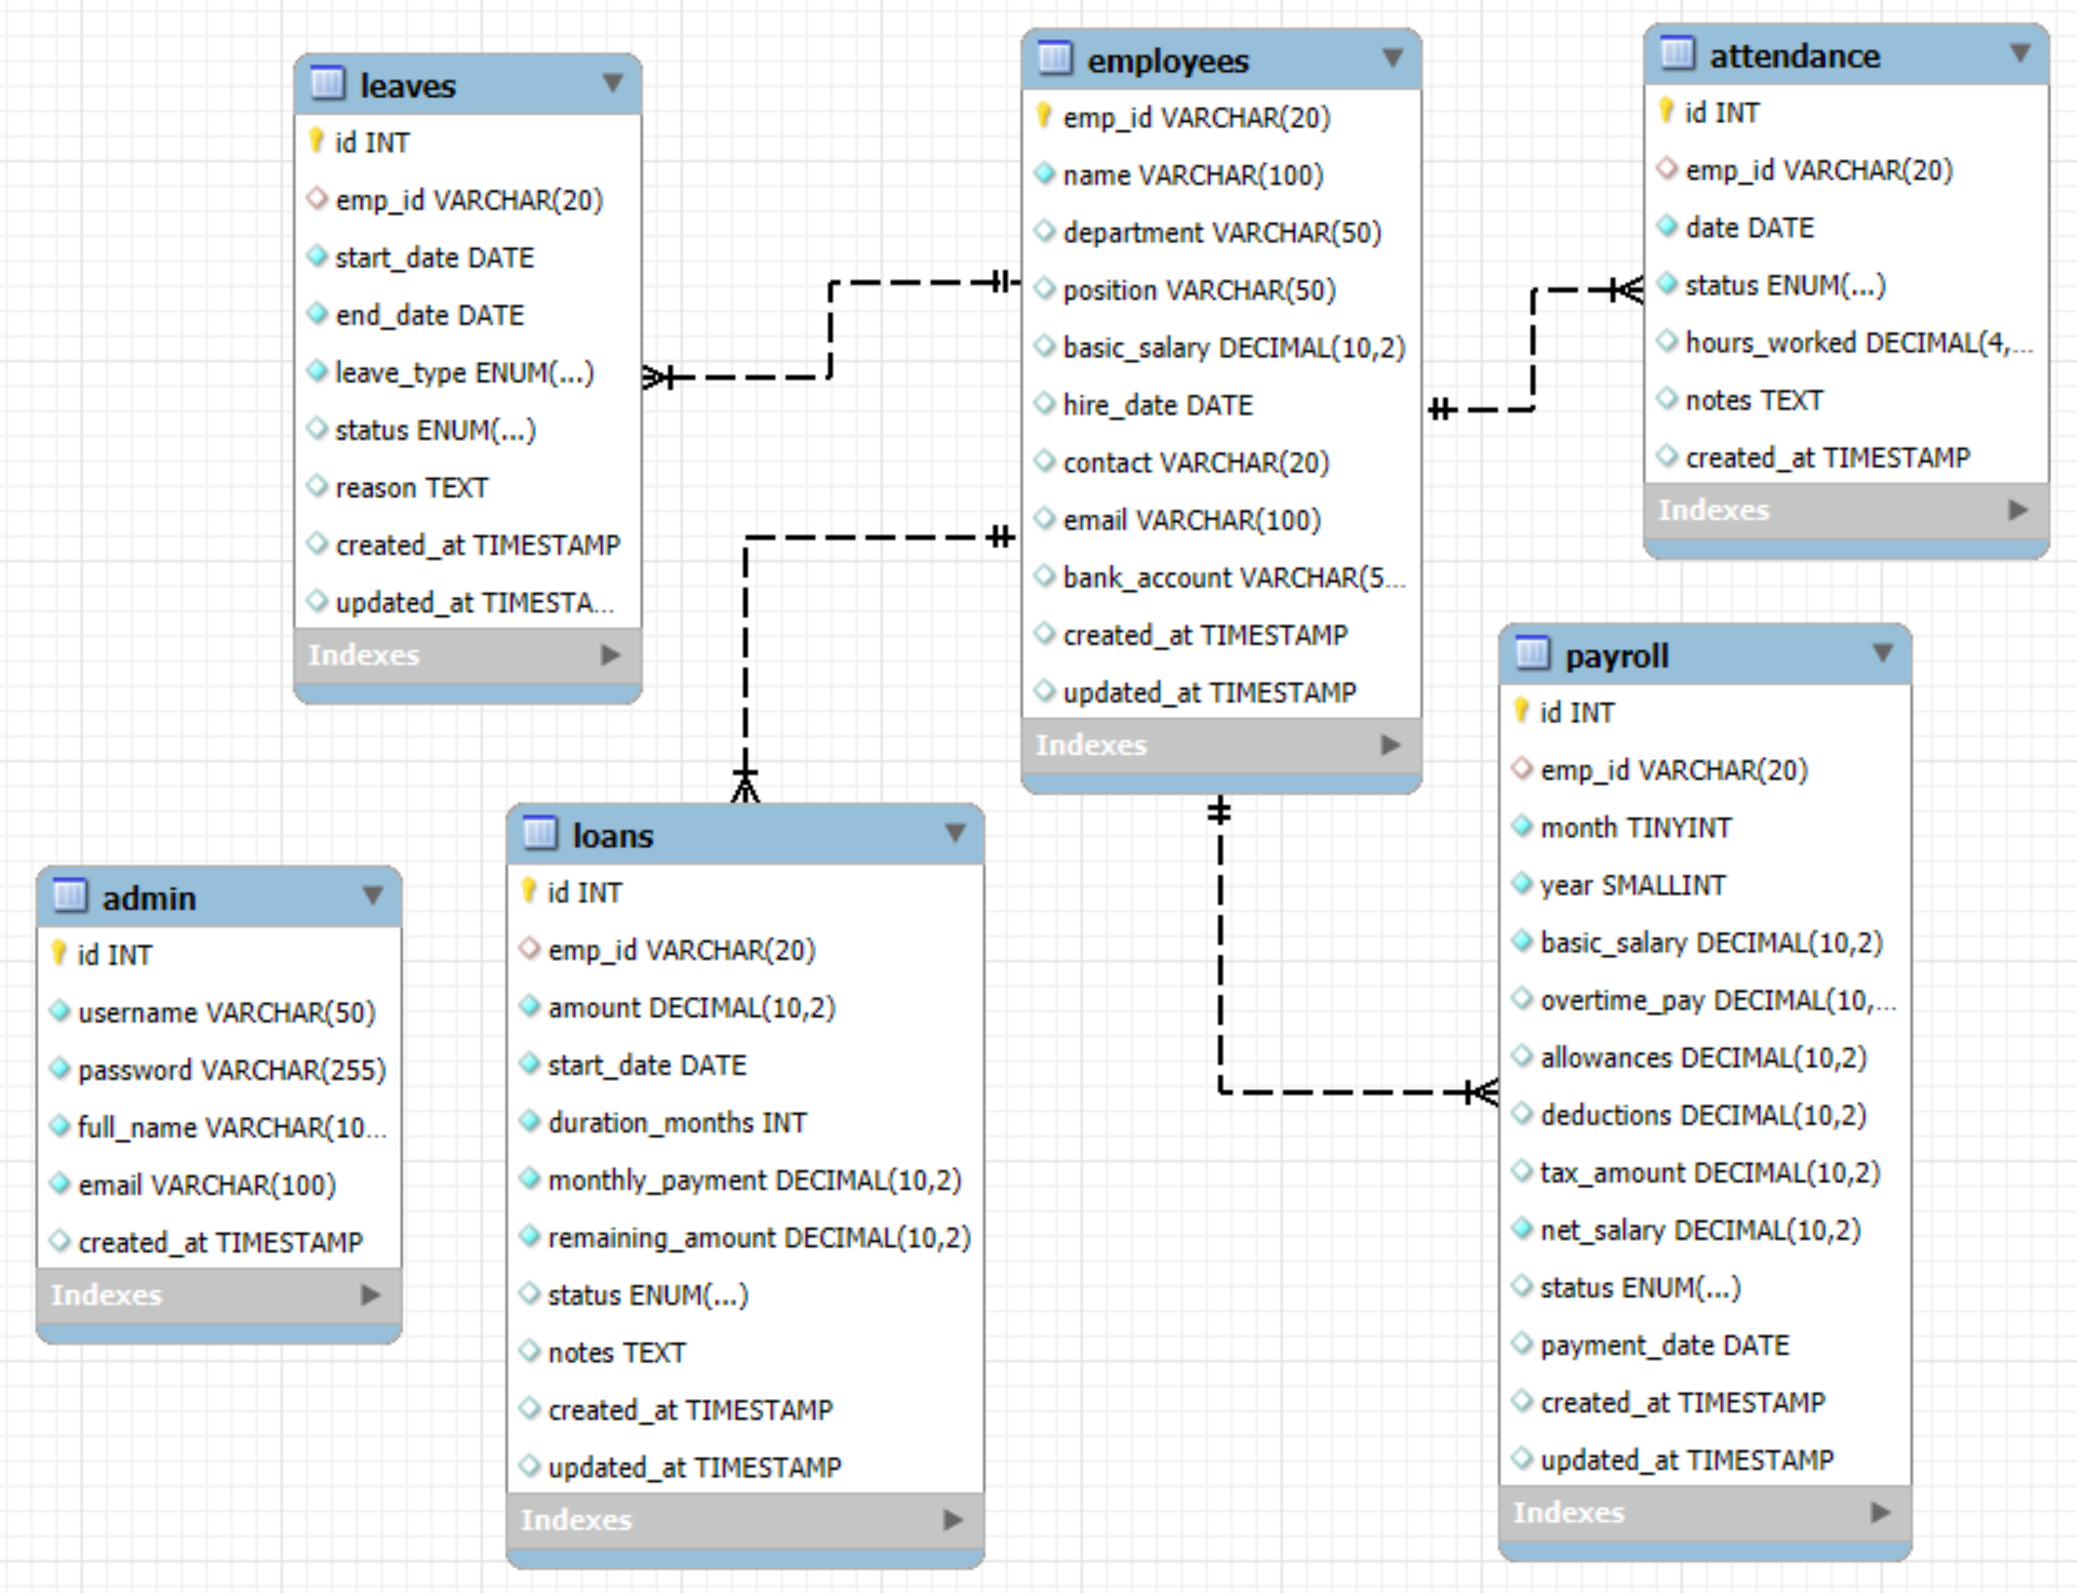 leaves
id INT
emp_id VARCHAR(20)
start_date DATE
end_date DATE
leave_type ENUM(...)
status ENUM(...)
reason TEXT
created_at TIMESTAMP
updated_at TIMESTA...
Indexes
employees
emp_id VARCHAR(20)
name VARCHAR(100)
department VARCHAR(50)
position VARCHAR(50)
basic_salary DECIMAL(10,2)
hire_date DATE
contact VARCHAR(20)
email VARCHAR(100)
bank_account VARCHAR(5...
created_at TIMESTAMP
updated_at TIMESTAMP
Indexes
attendance
id INT
emp_id VARCHAR(20)
date DATE
status ENUM(...)
hours_worked DECIMAL(4,...
notes TEXT
created_at TIMESTAMP
Indexes
admin
id INT
username VARCHAR(50)
password VARCHAR(255)
full_name VARCHAR(10...
email VARCHAR(100)
created_at TIMESTAMP
Indexes
loans
id INT
emp_id VARCHAR(20)
amount DECIMAL(10,2)
start_date DATE
duration_months INT
monthly_payment DECIMAL(10,2)
remaining_amount DECIMAL(10,2)
status ENUM(...)
notes TEXT
created_at TIMESTAMP
updated_at TIMESTAMP
Indexes
payroll
id INT
emp_id VARCHAR(20)
month TINYINT
year SMALLINT
basic_salary DECIMAL(10,2)
overtime_pay DECIMAL(10,...
allowances DECIMAL(10,2)
deductions DECIMAL(10,2)
tax_amount DECIMAL(10,2)
net_salary DECIMAL(10,2)
status ENUM(...)
payment_date DATE
created_at TIMESTAMP
updated_at TIMESTAMP
Indexes